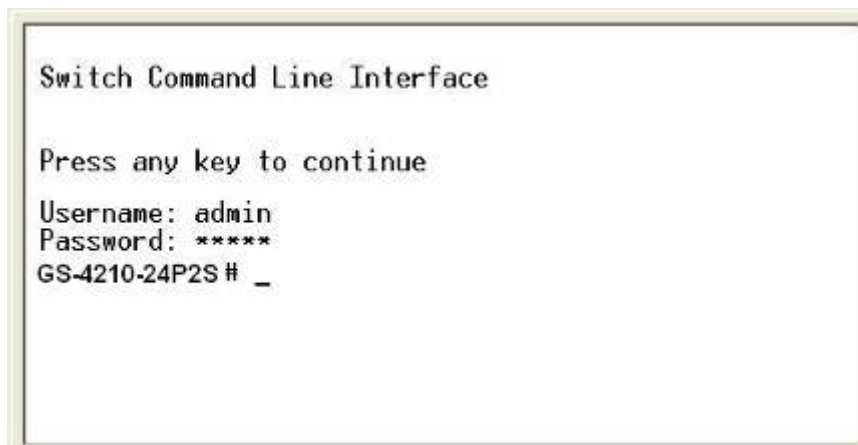 Switch Command Line Interface
Press any key to continue
Username: admin
Password: *****
GS-4210-24P2S # _